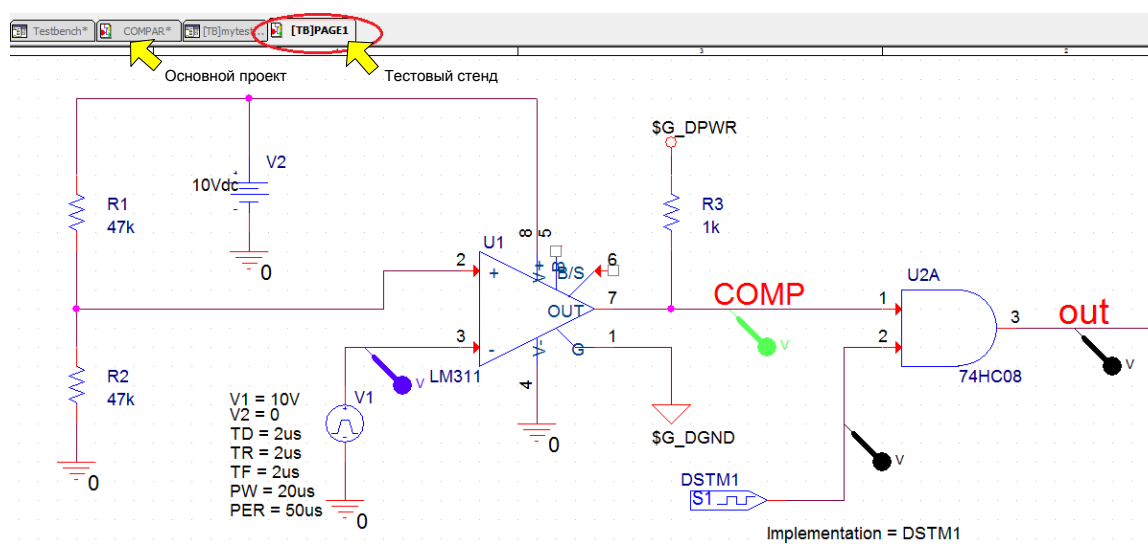 Testbench* COMPAR* [TB]mytest... [TB]PAGE1
Основной проект
Тестовый стенд
3
2
$G_DPWR
V2
10Vdc
R1
47k
R3
1k
0
8
5
U1
6
V+
B
B/S
2
+
U2A
COMP
7
OUT
1
3
out
3
-
V-
G
1
2
LM311
4
V
V
V
74HC08
R2
47k
V1
V1 = 10V
V2 = 0
TD = 2us
TR = 2us
TF = 2us
PW = 20us
PER = 50us
0
$G_DGND
V
0
DSTM1
S1
0
Implementation = DSTM1